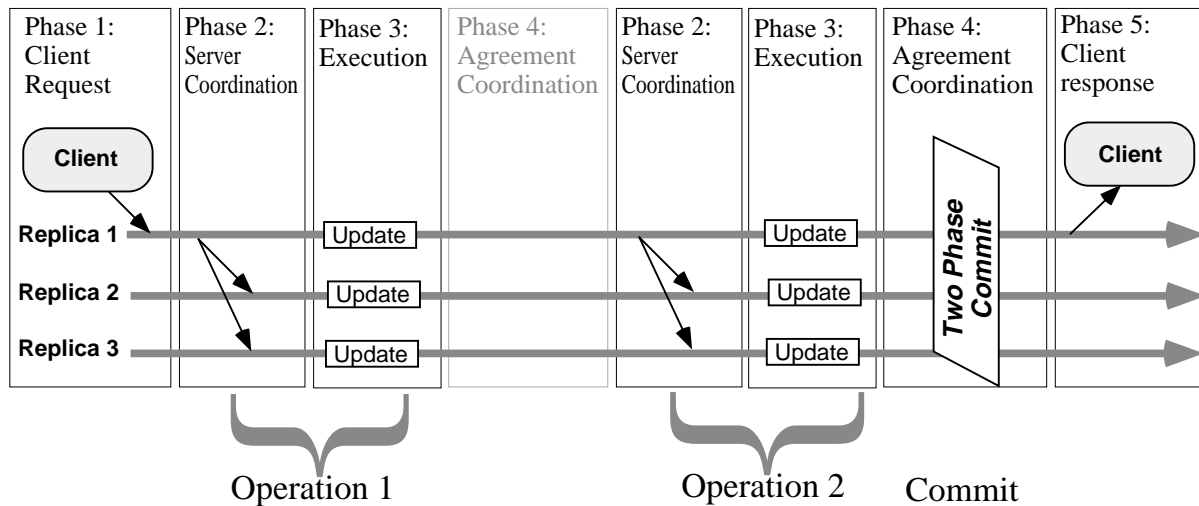 Phase 1:
Client
Request
Phase 2:
Server
Coordination
Phase 3:
Execution
Phase 4:
Agreement
Coordination
Phase 2:
Server
Coordination
Phase 3:
Execution
Phase 4:
Agreement
Coordination
Phase 5:
Client
response
Client
Client
Replica 1
Update
Update
Replica 2
Update
Update
Replica 3
Update
Update
Two Phase
Commit
Operation 1
Operation 2
Commit